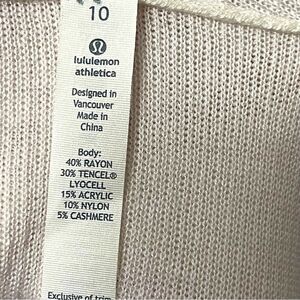 10
lululemon
athletica
Designed in
Vancouver
Made in
China
Body:
40% RAYON
30% TENCEL®
LYOCELL
15% ACRYLIC
10% NYLON
5% CASHMERE
Exclusive of trim